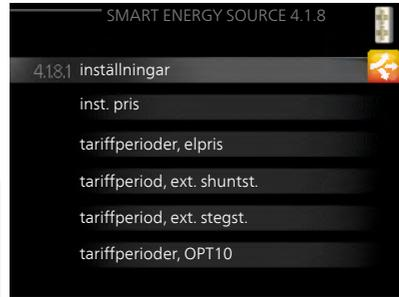 SMART ENERGY SOURCE 4.1.8
4.1.8.1 inställningar
inst. pris
tariffperioder, elpris
tariffperiod, ext. shuntst.
tariffperiod, ext. stegst.
tariffperioder, OPT10